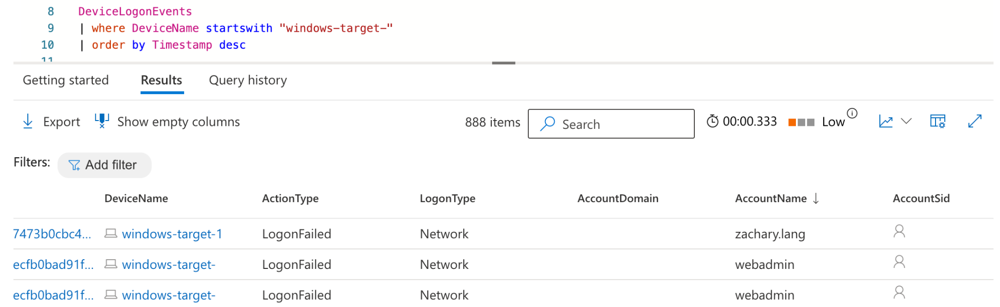 8 DeviceLogonEvents
9 | where DeviceName startswith "windows-target-"
10 | order by Timestamp desc
11
Getting started Results Query history
Export Show empty columns 888 items Search 00:00.333 Low
Filters: Add filter
DeviceName ActionType LogonType AccountDomain AccountName ↓ AccountSid
7473b0cbc4... windows-target-1 LogonFailed Network zachary.lang
ecfb0bad91f... windows-target- LogonFailed Network webadmin
ecfb0bad91f... windows-target- LogonFailed Network webadmin